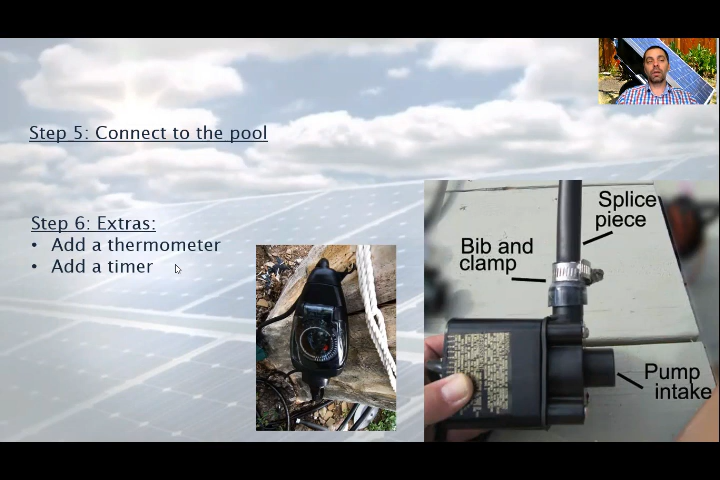 Step 5: Connect to the pool
Step 6: Extras:
• Add a thermometer
• Add a timer
Splice
piece
Bib and
clamp
Pump
intake